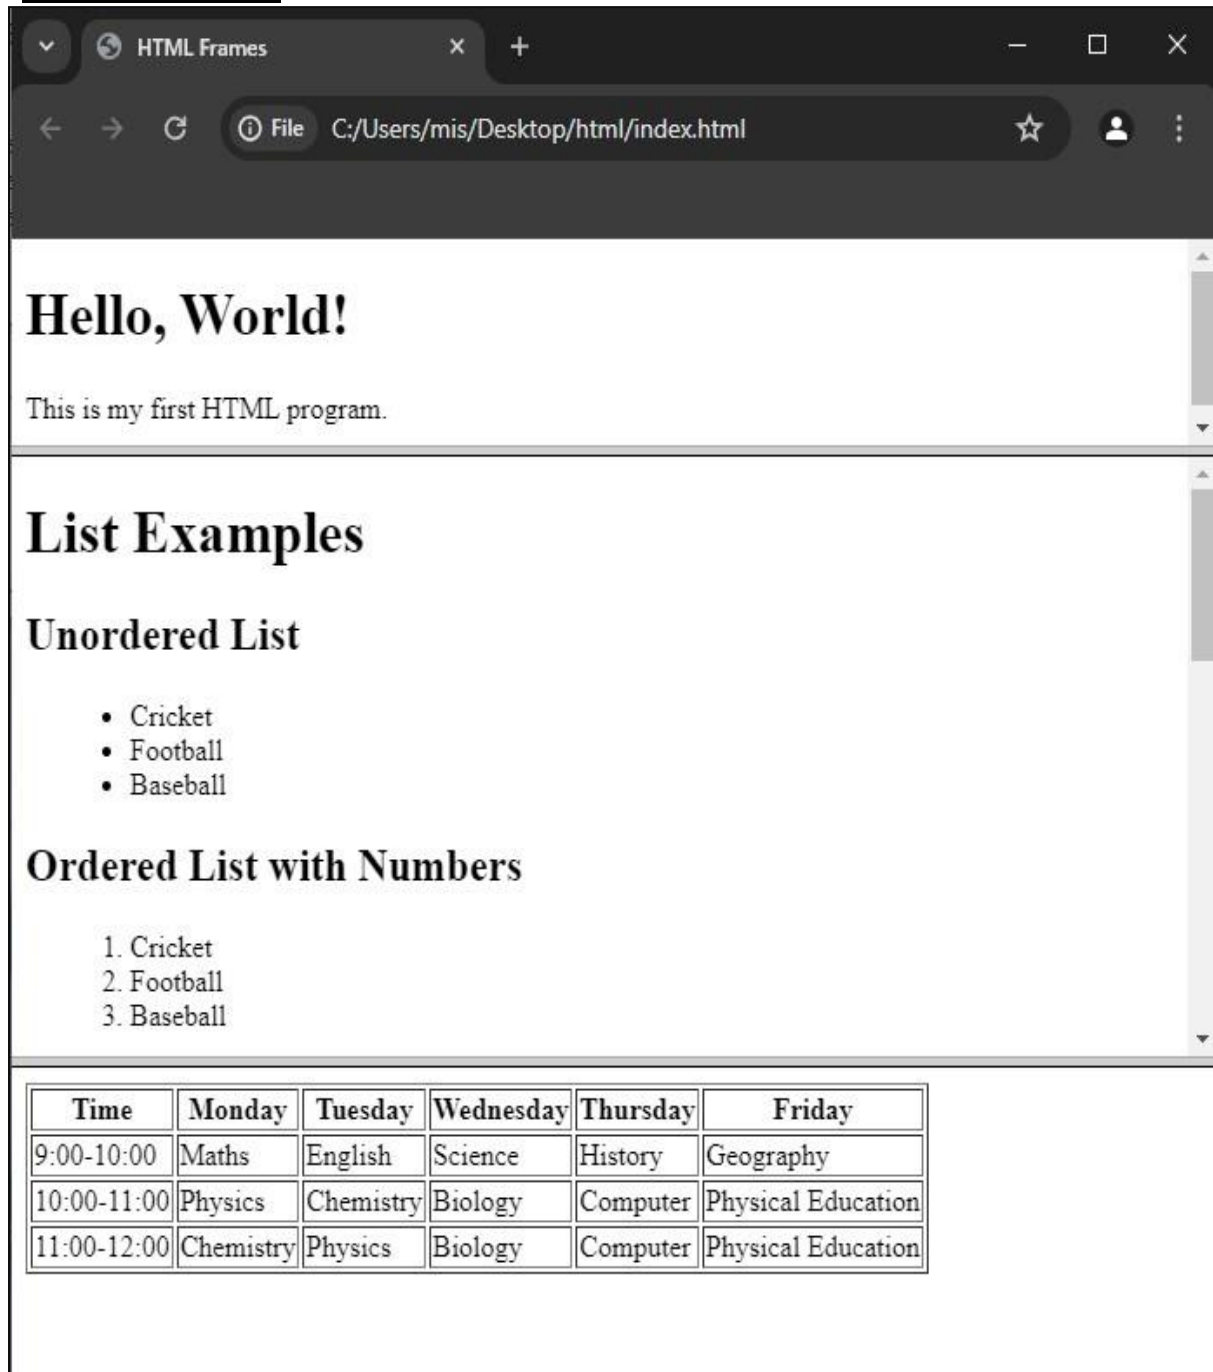 HTML Frames
File C:/Users/mis/Desktop/html/index.html
Hello, World!
This is my first HTML program.
List Examples
Unordered List
• Cricket
• Football
• Baseball
Ordered List with Numbers
1. Cricket
2. Football
3. Baseball
Time Monday Tuesday Wednesday Thursday Friday
9:00-10:00 Maths English Science History Geography
10:00-11:00 Physics Chemistry Biology Computer Physical Education
11:00-12:00 Chemistry Physics Biology Computer Physical Education